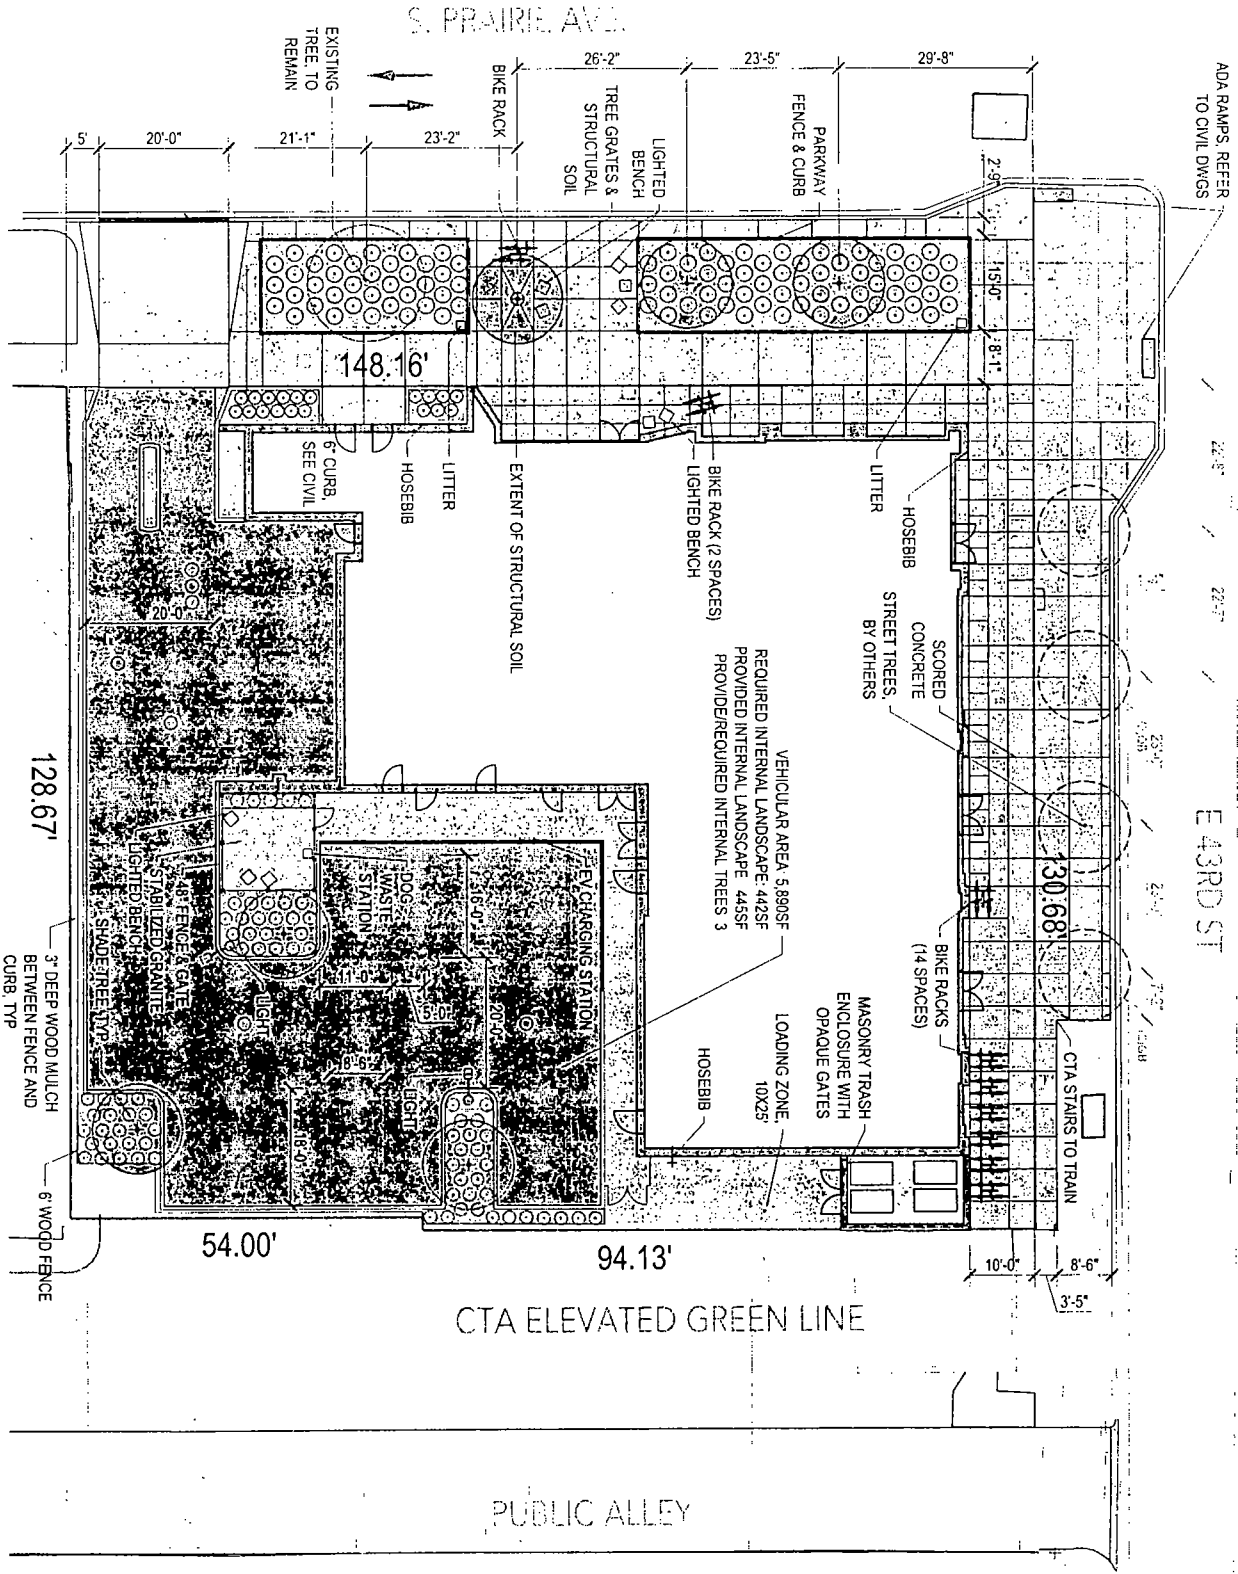 S. PRAIRIE AVE.
ADA RAMPS, REFER
TO CIVIL DWGS
29'-8"
23'-5"
26'-2"
23'-2"
21'-1"
20'-0"
5'
EXISTING
TREE, TO
REMAIN
BIKE RACK
TREE GRATES &
STRUCTURAL
SOIL
LIGHTED
BENCH
PARKWAY
FENCE & CURB
2'-9"
15'-0"
8'-1"
148.16'
6" CURB,
SEE CIVIL
HOSEBIB
LITTER
EXTENT OF STRUCTURAL SOIL
BIKE RACK (2 SPACES)
LIGHTED BENCH
LITTER
HOSEBIB
SCORED
CONCRETE
STREET TREES,
BY OTHERS
E 43RD ST
22'-7"
130.68'
20'-0"
VEHICULAR AREA 5,890SF
REQUIRED INTERNAL LANDSCAPE: 442SF
PROVIDED INTERNAL LANDSCAPE 445SF
PROVIDE/REQUIRED INTERNAL TREES 3
BIKE RACKS
(14 SPACES)
MASONRY TRASH
ENCLOSURE WITH
OPAQUE GATES
LOADING ZONE,
10X25'
HOSEBIB
CTA STAIRS TO TRAIN
EV CHARGING STATION
DOG
WASTE
STATION
16'-0"
20'-0"
5'-0"
18'-0"
LIGHT
LIGHT
48" FENCE & GATE
STABILIZED GRANITE
LIGHTED BENCH
SHADE TREE, TYP
128.67'
3" DEEP WOOD MULCH
BETWEEN FENCE AND
CURB, TYP
6' WOOD FENCE
54.00'
94.13'
10'-0"
8'-6"
3'-5"
CTA ELEVATED GREEN LINE
PUBLIC ALLEY